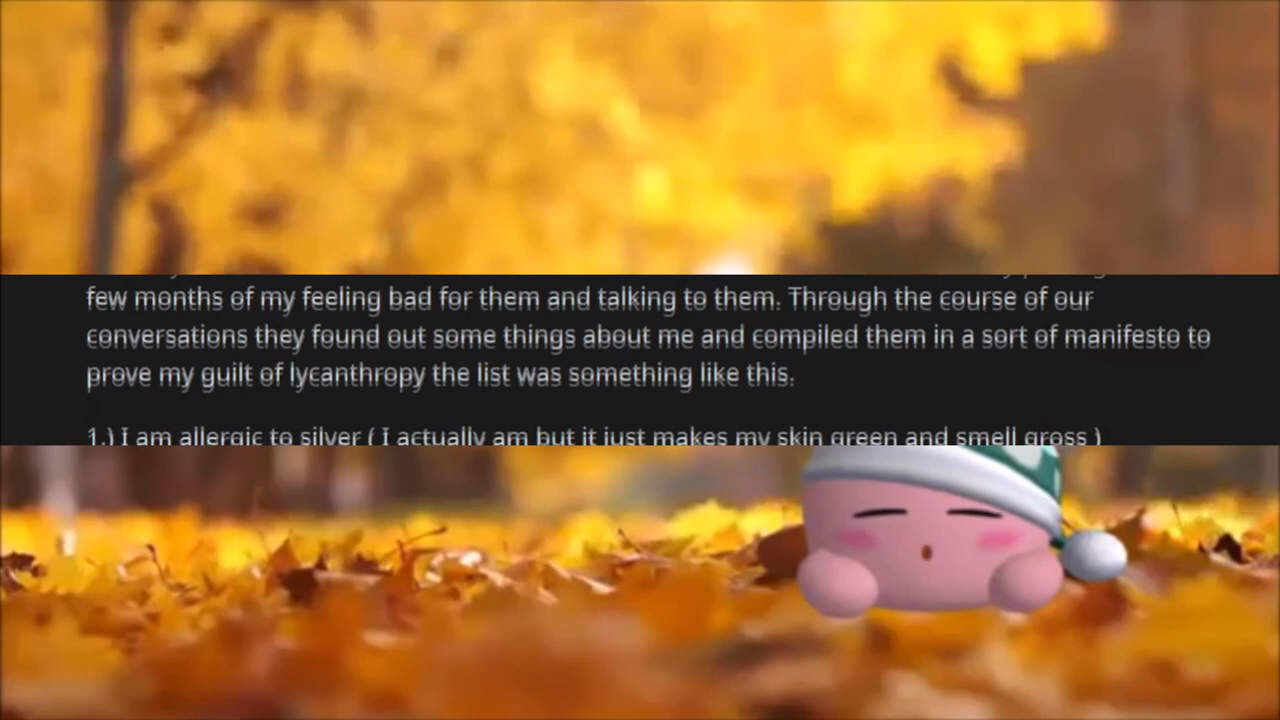 few months of my feeling bad for them and talking to them. Through the course of our
conversations they found out some things about me and compiled them in a sort of manifesto to
prove my guilt of lycanthropy the list was something like this.
1.) I am allergic to silver ( I actually am but it just makes my skin green and smell gross )